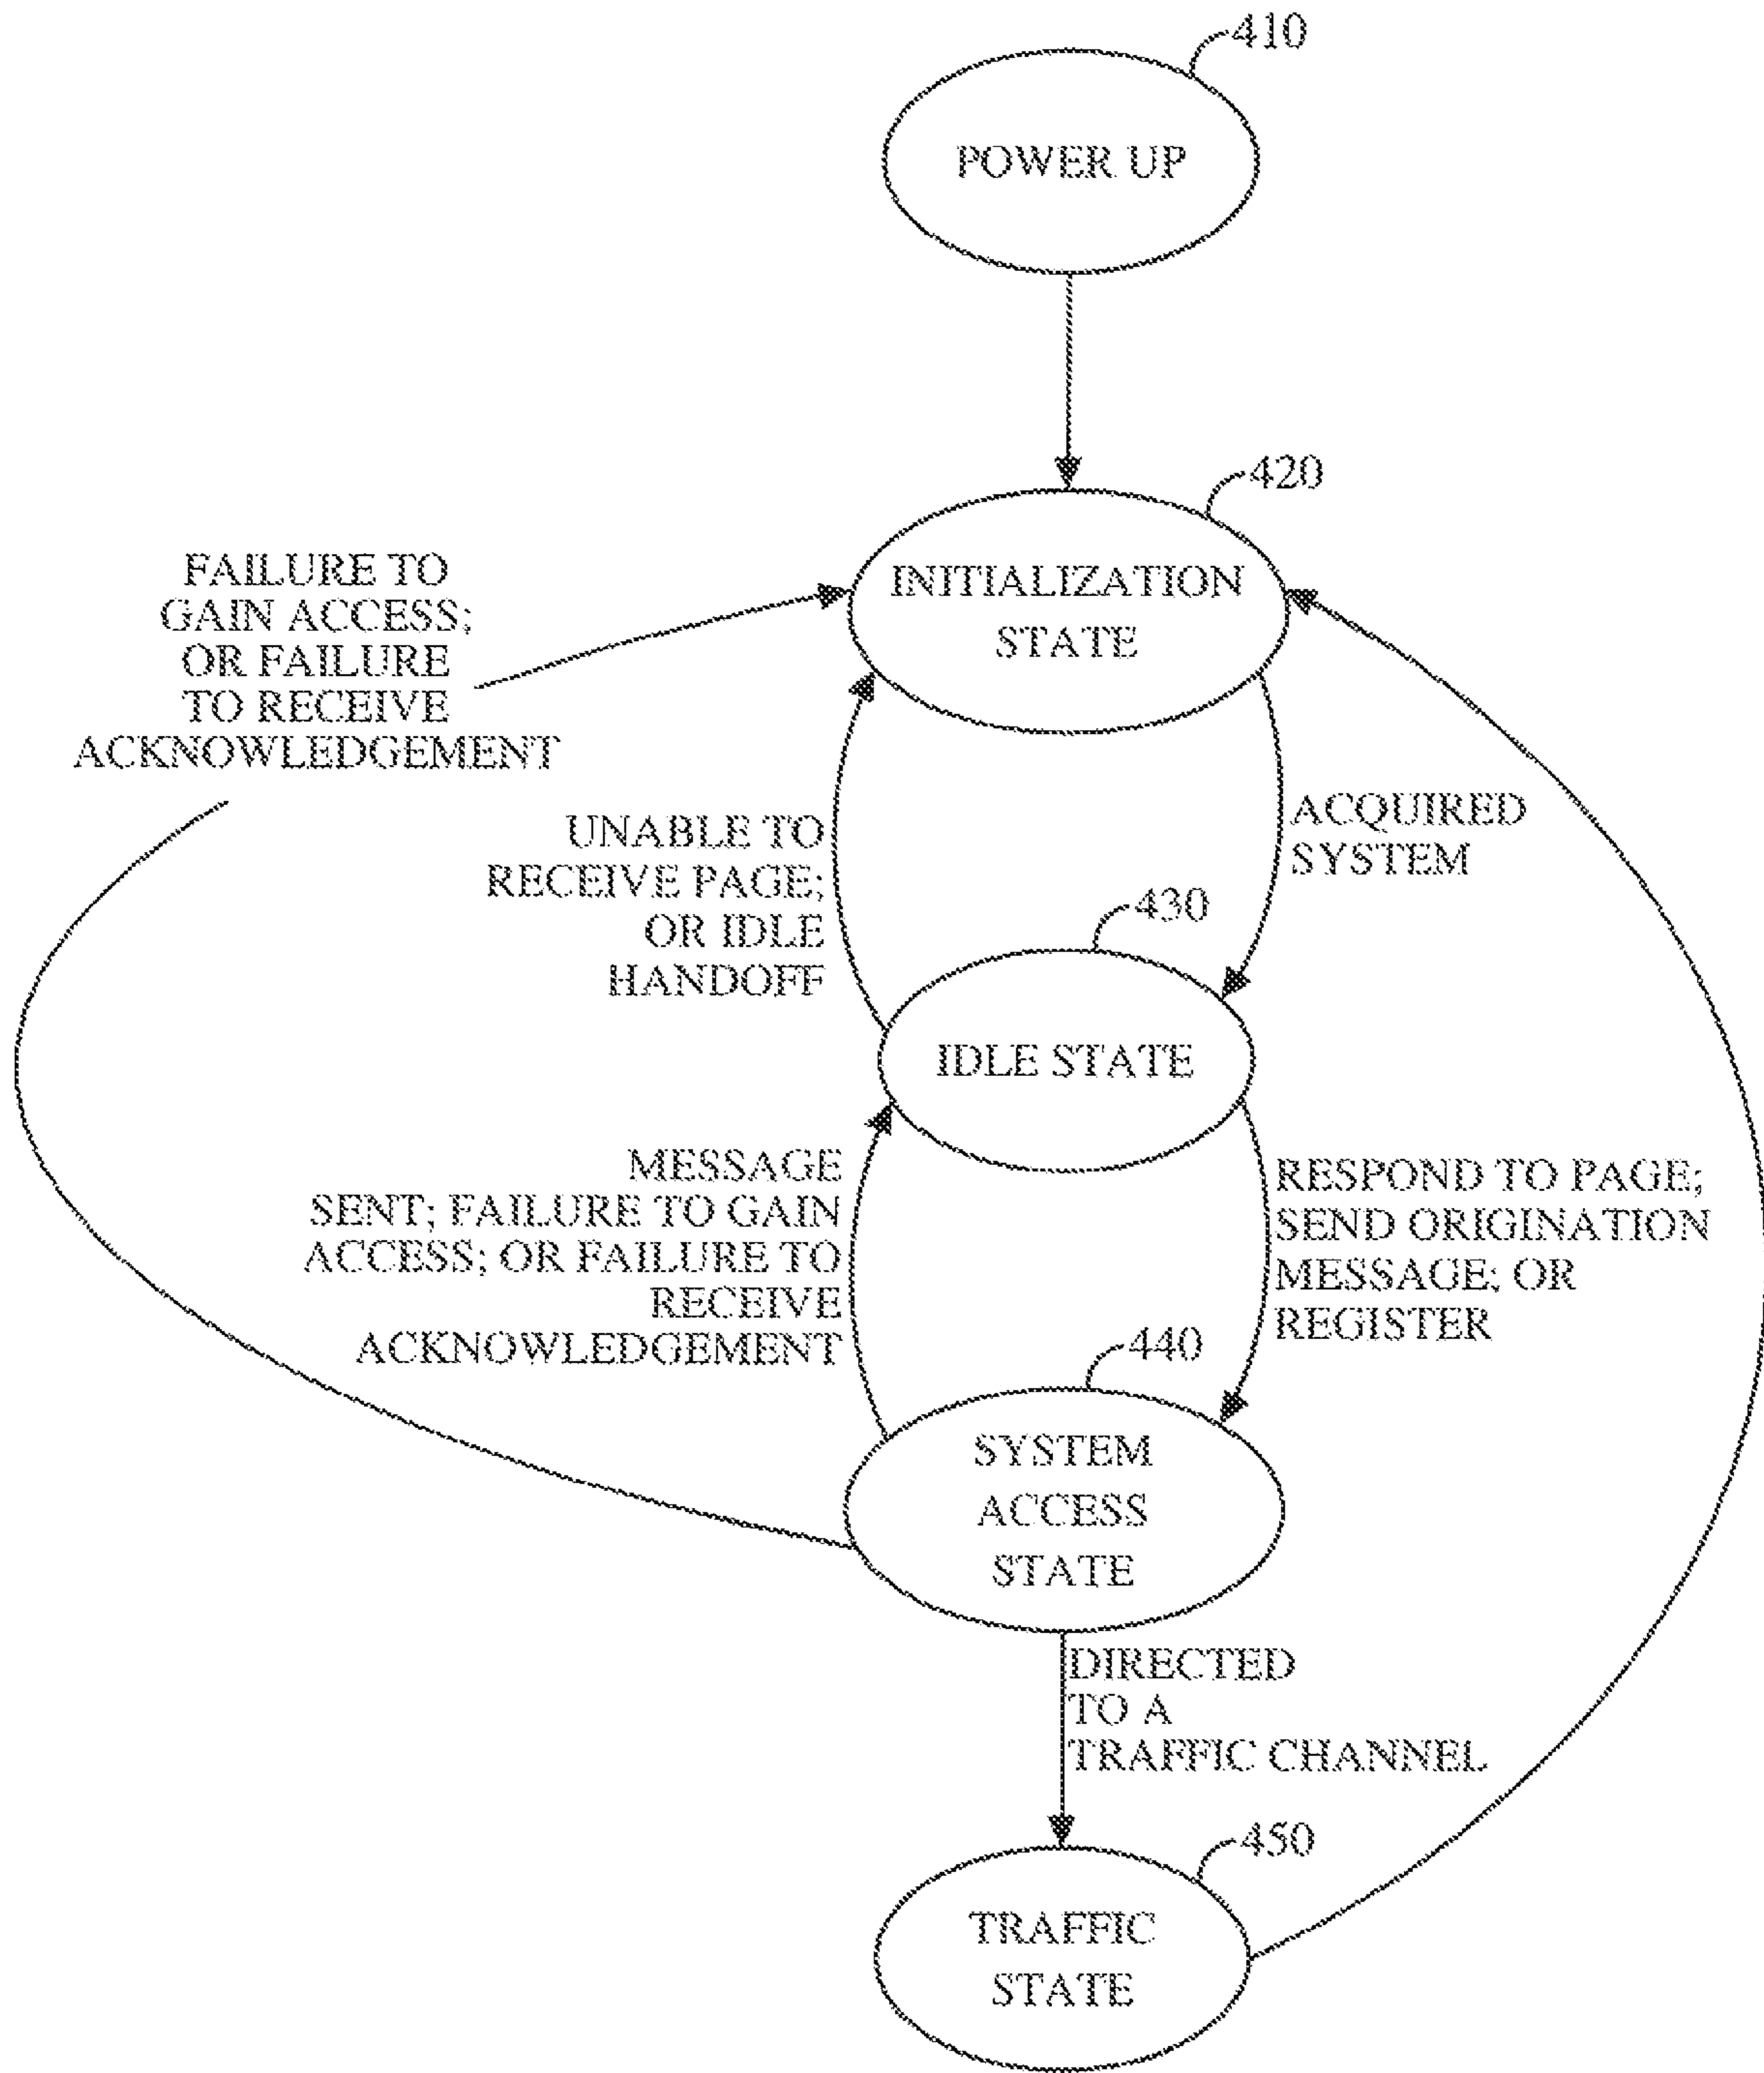 410
POWER UP
420
INITIALIZATION
STATE
FAILURE TO
GAIN ACCESS;
OR FAILURE
TO RECEIVE
ACKNOWLEDGEMENT
UNABLE TO
RECEIVE PAGE;
OR IDLE
HANDOFF
ACQUIRED
SYSTEM
430
IDLE STATE
MESSAGE
SENT; FAILURE TO GAIN
ACCESS; OR FAILURE TO
RECEIVE
ACKNOWLEDGEMENT
RESPOND TO PAGE;
SEND ORIGINATION
MESSAGE; OR
REGISTER
440
SYSTEM
ACCESS
STATE
DIRECTED
TO A
TRAFFIC CHANNEL
450
TRAFFIC
STATE